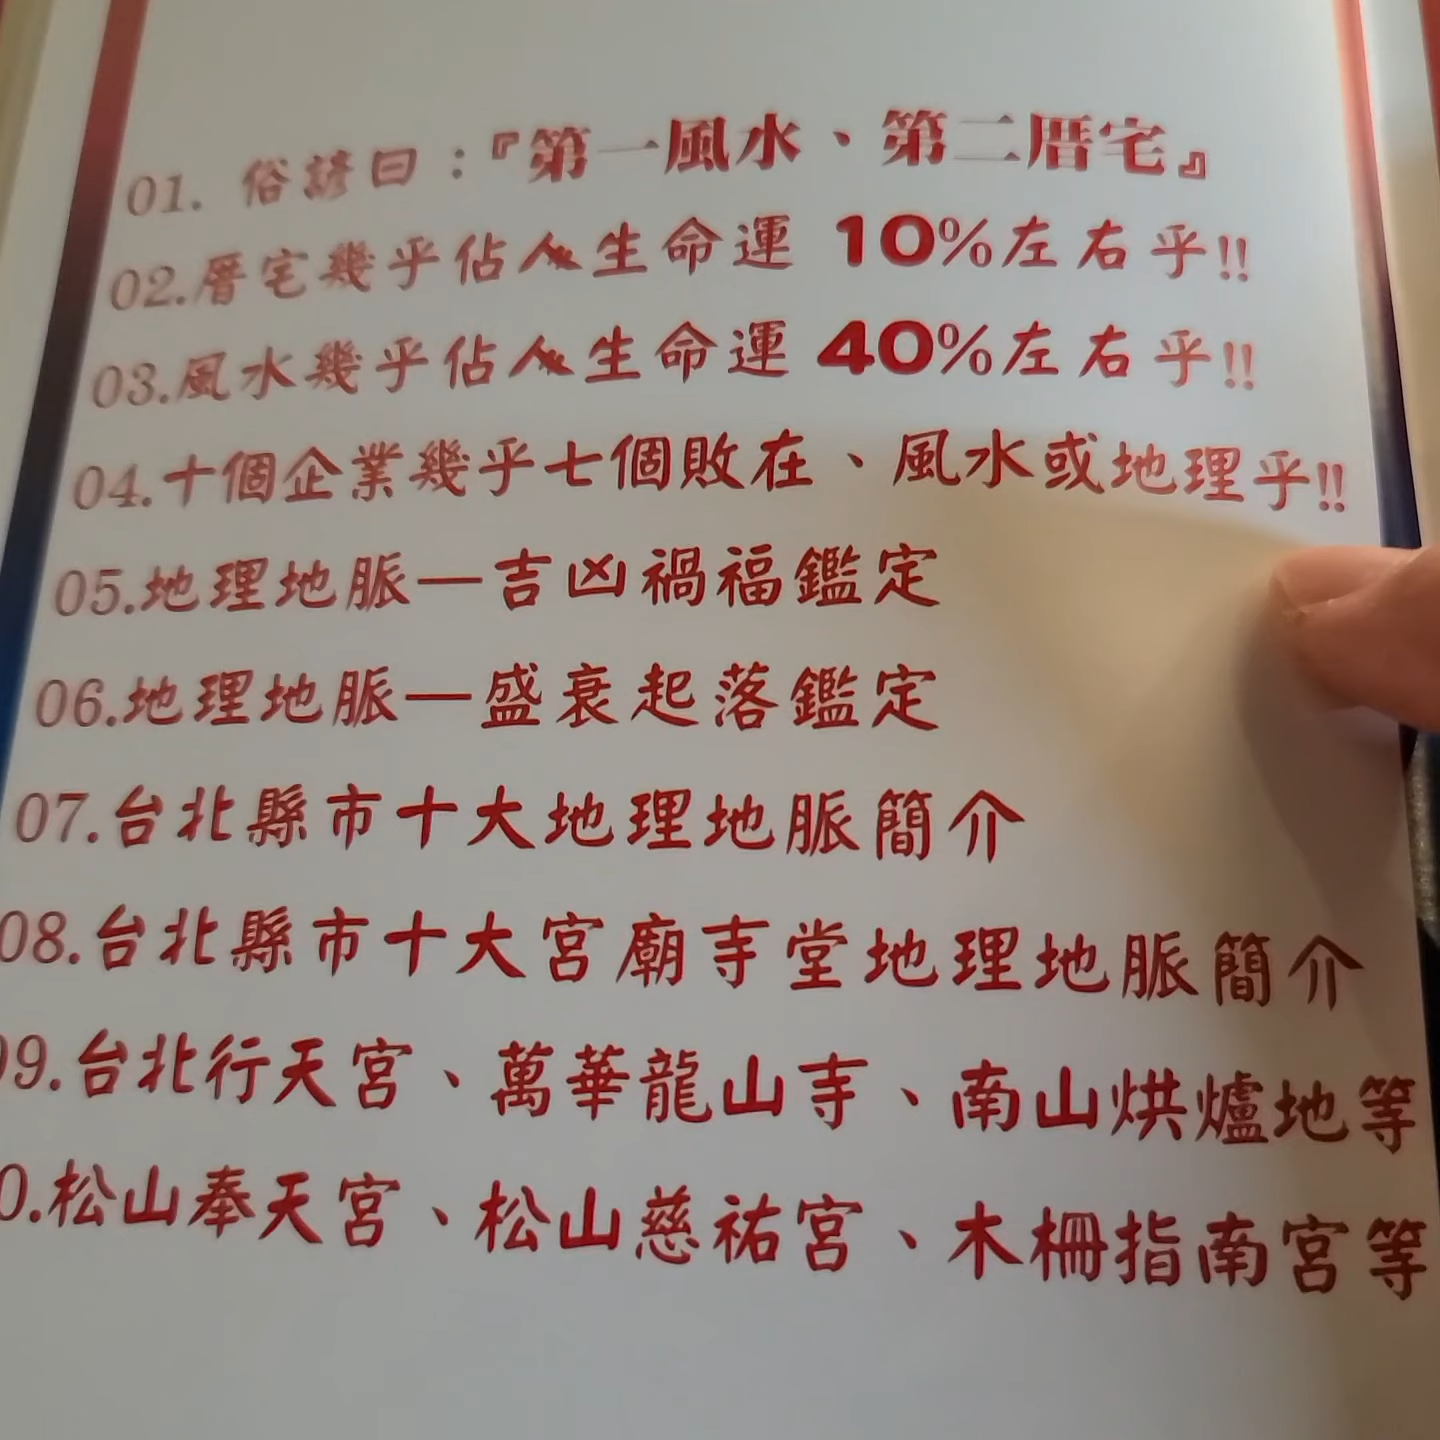 01. 俗諺曰：『第一風水、第二厝宅』
02.厝宅幾乎佔人生命運 10%左右乎!!
03.風水幾乎佔人生命運 40%左右乎!!
04.十個企業幾乎七個敗在、風水或地理乎!!
05.地理地脈—吉凶禍福鑑定
06.地理地脈—盛衰起落鑑定
07.台北縣市十大地理地脈簡介
08.台北縣市十大宮廟寺堂地理地脈簡介
09.台北行天宮、萬華龍山寺、南山烘爐地等
0.松山奉天宮、松山慈祐宮、木柵指南宮等